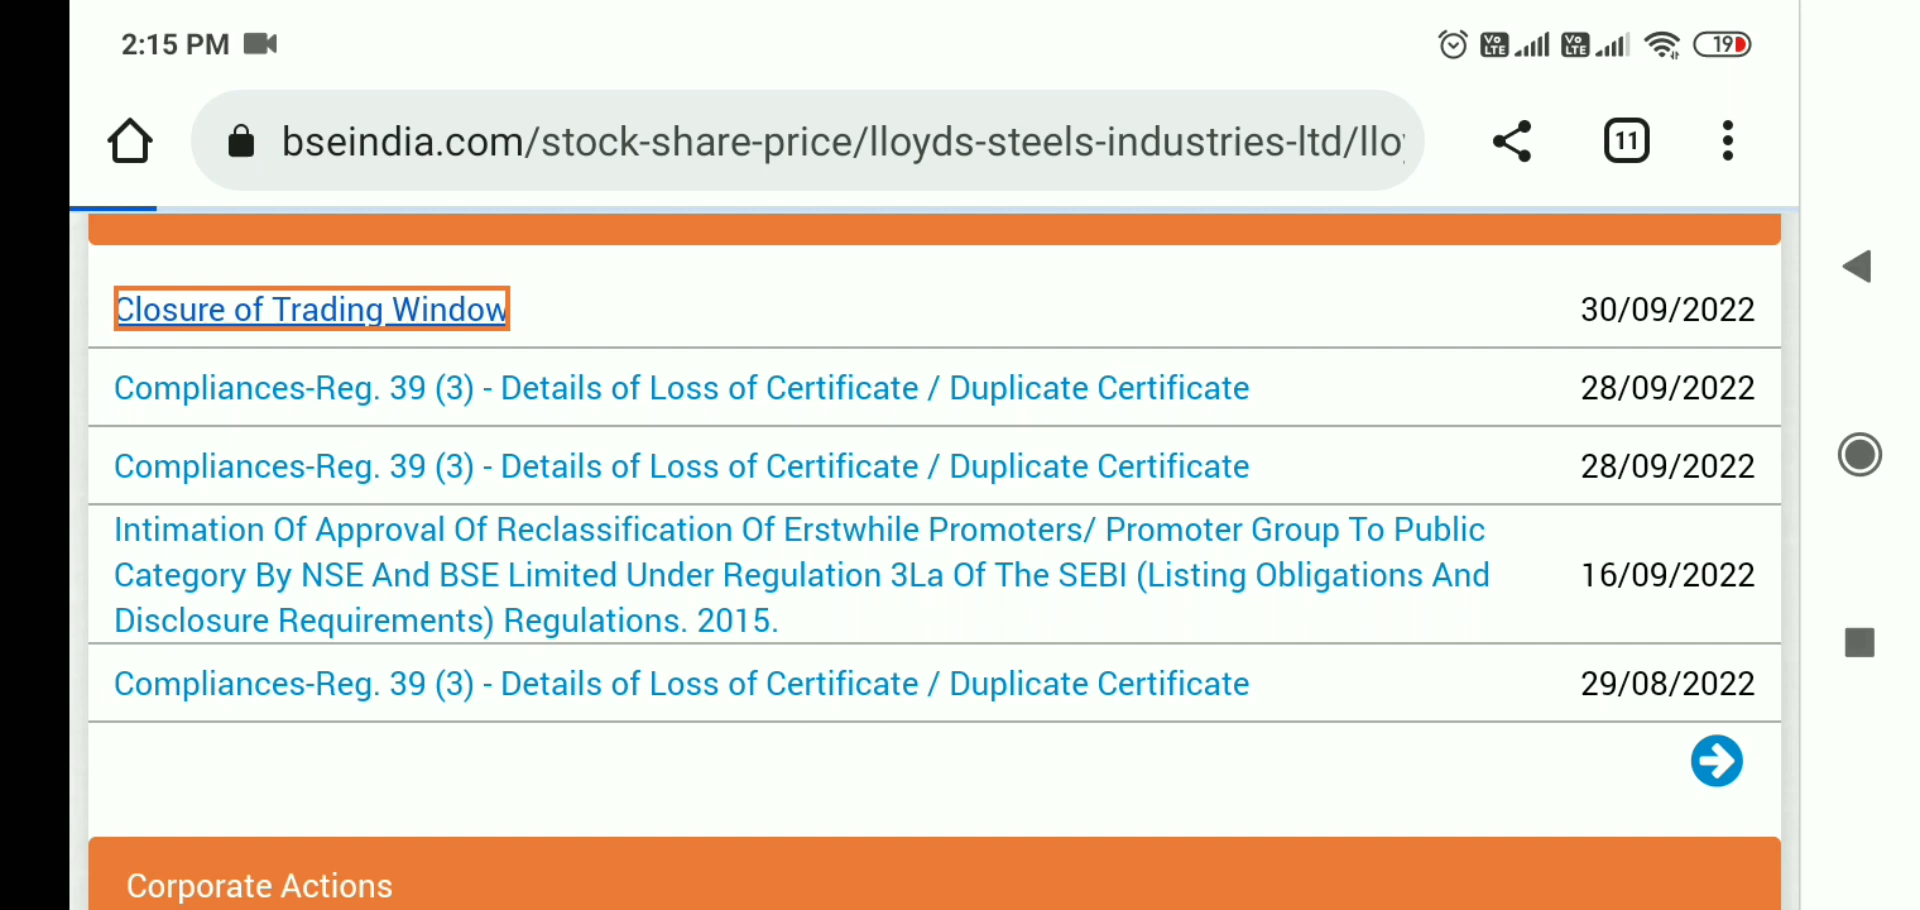 2:15 PM
Vo LTE Vo LTE 19
bseindia.com/stock-share-price/lloyds-steels-industries-ltd/llo
11
Closure of Trading Window 30/09/2022
Compliances-Reg. 39 (3) - Details of Loss of Certificate / Duplicate Certificate 28/09/2022
Compliances-Reg. 39 (3) - Details of Loss of Certificate / Duplicate Certificate 28/09/2022
Intimation Of Approval Of Reclassification Of Erstwhile Promoters/ Promoter Group To Public
Category By NSE And BSE Limited Under Regulation 3La Of The SEBI (Listing Obligations And 16/09/2022
Disclosure Requirements) Regulations. 2015.
Compliances-Reg. 39 (3) - Details of Loss of Certificate / Duplicate Certificate 29/08/2022
Corporate Actions